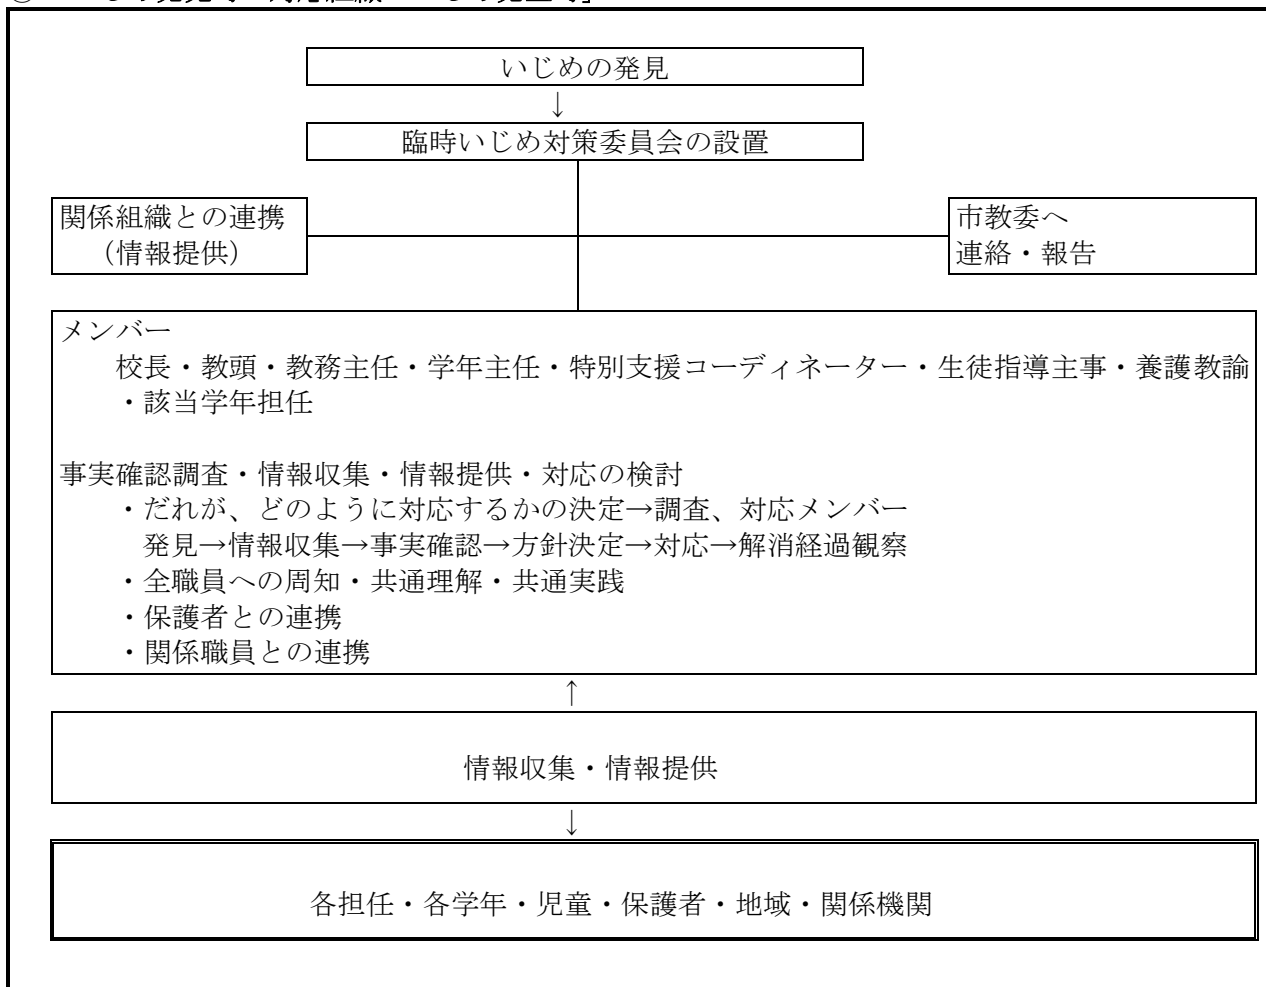 いじめの発見
↓
臨時いじめ対策委員会の設置
関係組織との連携
（情報提供）
市教委へ
連絡・報告
メンバー
校長・教頭・教務主任・学年主任・特別支援コーディネーター・生徒指導主事・養護教諭
・該当学年担任
事実確認調査・情報収集・情報提供・対応の検討
・だれが、どのように対応するかの決定→調査、対応メンバー
発見→情報収集→事実確認→方針決定→対応→解消経過観察
・全職員への周知・共通理解・共通実践
・保護者との連携
・関係職員との連携
↑
情報収集・情報提供
↓
各担任・各学年・児童・保護者・地域・関係機関